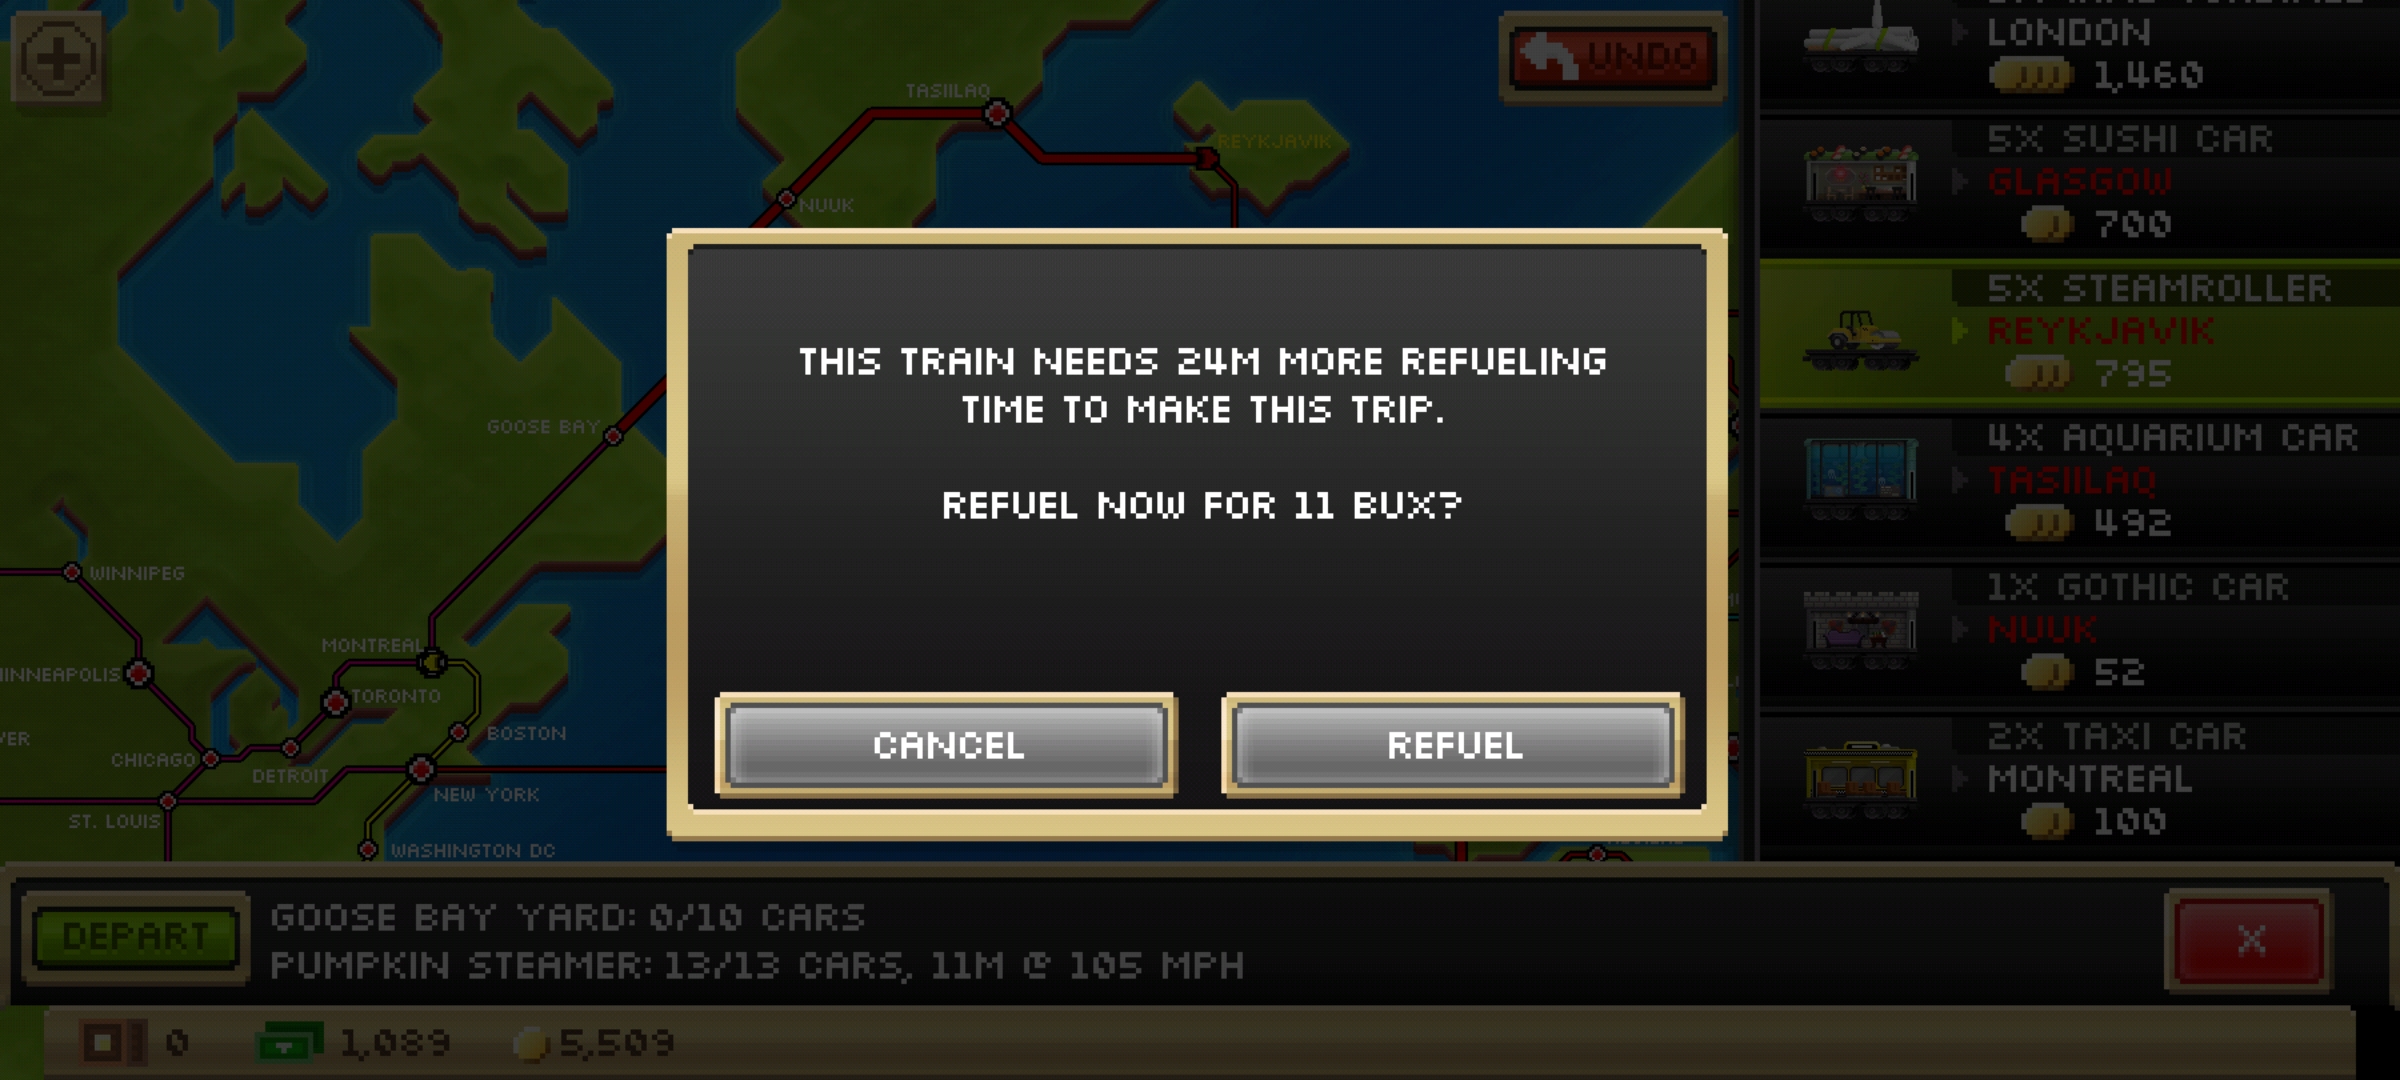 UNDO
TASIILAQ
REYKJAVIK
NUUK
GOOSE BAY
WINNIPEG
MONTREAL
INNEAPOLIS
TORONTO
VER
CHICAGO
BOSTON
DETROIT
NEW YORK
ST. LOUIS
WASHINGTON DC
THIS TRAIN NEEDS 24M MORE REFUELING
TIME TO MAKE THIS TRIP.
REFUEL NOW FOR 11 BUX?
CANCEL
REFUEL
LONDON
1,460
5X SUSHI CAR
GLASGOW
700
5X STEAMROLLER
REYKJAVIK
795
4X AQUARIUM CAR
TASIILAQ
492
1X GOTHIC CAR
NUUK
52
2X TAXI CAR
MONTREAL
100
DEPART
GOOSE BAY YARD: 0/10 CARS
PUMPKIN STEAMER: 13/13 CARS, 11M @ 105 MPH
X
0
1,089
5,509